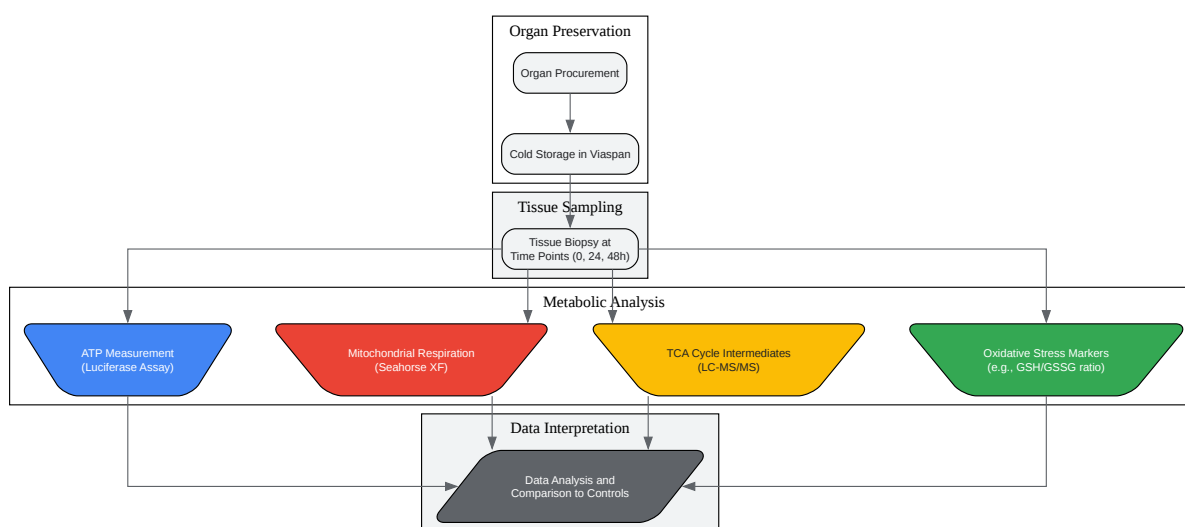 Organ Preservation
Organ Procurement
Cold Storage in Viaspan
Tissue Sampling
Tissue Biopsy at
Time Points (0, 24, 48h)
Metabolic Analysis
ATP Measurement
(Luciferase Assay)
Mitochondrial Respiration
(Seahorse XF)
TCA Cycle Intermediates
(LC-MS/MS)
Oxidative Stress Markers
(e.g., GSH/GSSG ratio)
Data Interpretation
Data Analysis and
Comparison to Controls